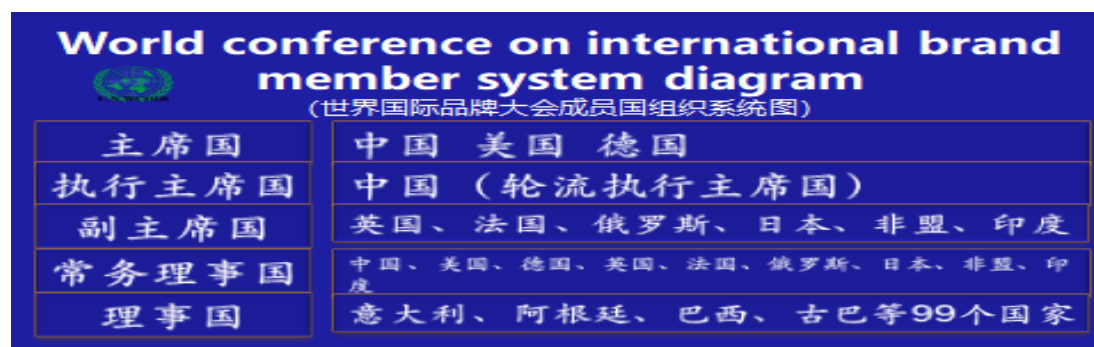 World conference on international brand
member system diagram
(世界国际品牌大会成员国组织系统图)
主席国 中国 美国 德国
执行主席国 中国（轮流执行主席国）
副主席国 英国、法国、俄罗斯、日本、非盟、印度
常务理事国 中国、美国、德国、英国、法国、俄罗斯、日本、非盟、印
度
理事国 意大利、阿根廷、巴西、古巴等99个国家